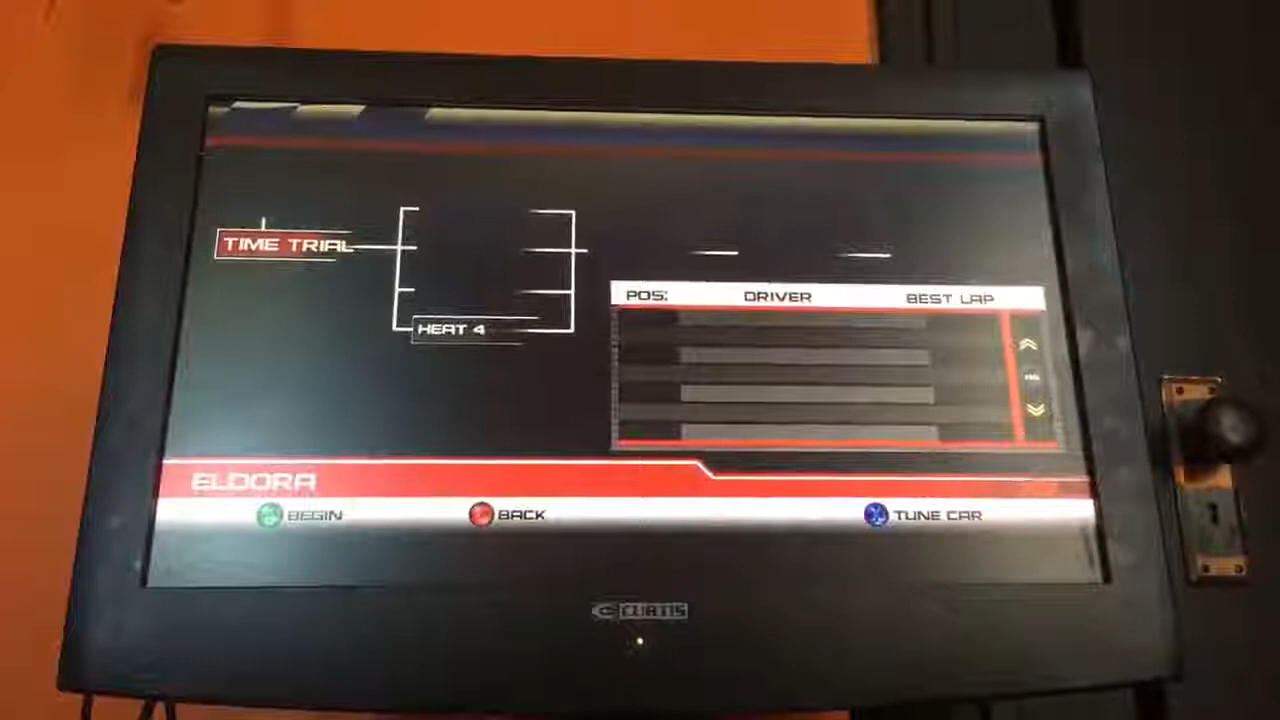 TIME TRIAL
HEAT 4
POS: DRIVER BEST LAP
ELDORA
BEGIN BACK TUNE CAR
CURTIS